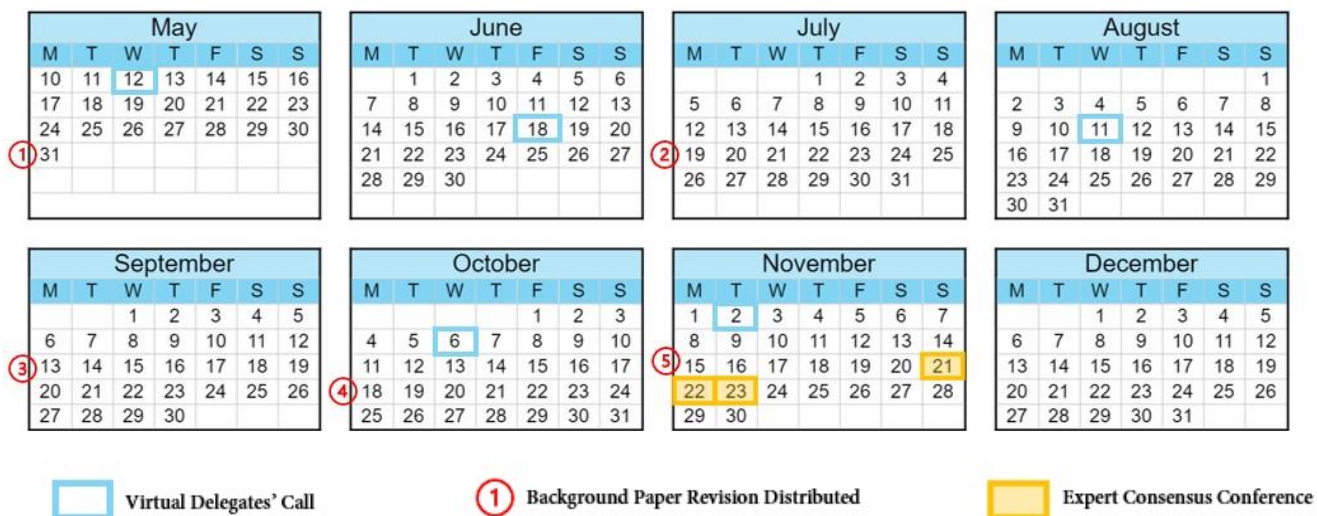 May
M T W T F S S
10 11 12 13 14 15 16
17 18 19 20 21 22 23
24 25 26 27 28 29 30
1 31
June
M T W T F S S
1 2 3 4 5 6
7 8 9 10 11 12 13
14 15 16 17 18 19 20
21 22 23 24 25 26 27
28 29 30
July
M T W T F S S
1 2 3 4
5 6 7 8 9 10 11
12 13 14 15 16 17 18
2 19 20 21 22 23 24 25
26 27 28 29 30 31
August
M T W T F S S
1
2 3 4 5 6 7 8
9 10 11 12 13 14 15
16 17 18 19 20 21 22
23 24 25 26 27 28 29
30 31
September
M T W T F S S
1 2 3 4 5
6 7 8 9 10 11 12
3 13 14 15 16 17 18 19
20 21 22 23 24 25 26
27 28 29 30
October
M T W T F S S
1 2 3
4 5 6 7 8 9 10
11 12 13 14 15 16 17
4 18 19 20 21 22 23 24
25 26 27 28 29 30 31
November
M T W T F S S
1 2 3 4 5 6 7
8 9 10 11 12 13 14
5 15 16 17 18 19 20 21
22 23 24 25 26 27 28
29 30
December
M T W T F S S
1 2 3 4 5
6 7 8 9 10 11 12
13 14 15 16 17 18 19
20 21 22 23 24 25 26
27 28 29 30 31
Virtual Delegates' Call
1 Background Paper Revision Distributed
Expert Consensus Conference